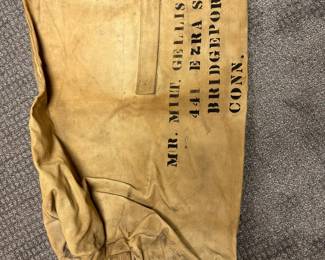 MR. MILT. GELLIS
441 EZRA S
BRIDGEPOR
CONN.